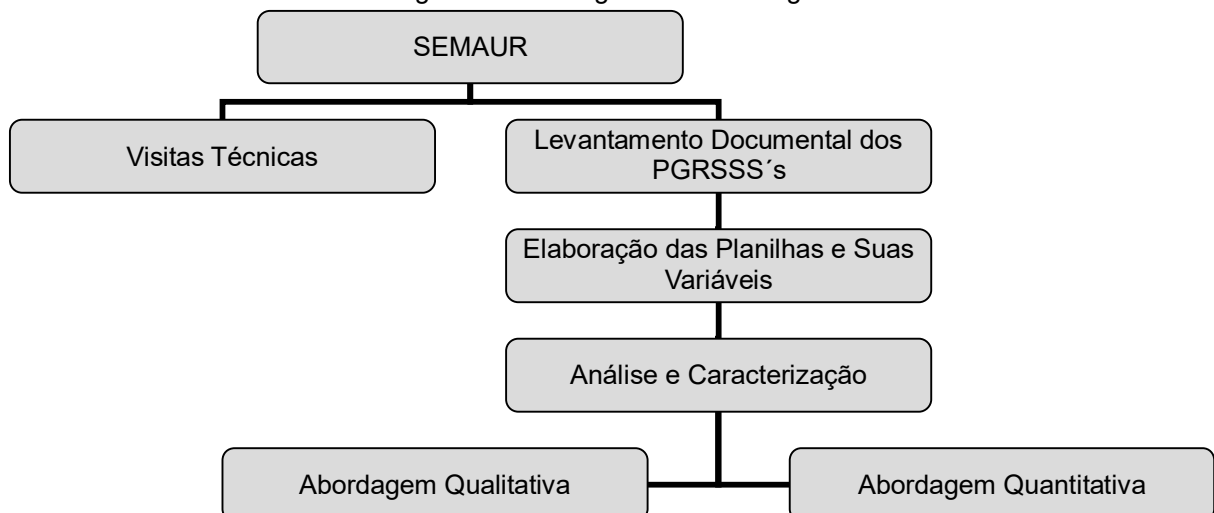 SEMAUR
Visitas Técnicas
Levantamento Documental dos
PGRSSS´s
Elaboração das Planilhas e Suas
Variáveis
Análise e Caracterização
Abordagem Qualitativa
Abordagem Quantitativa